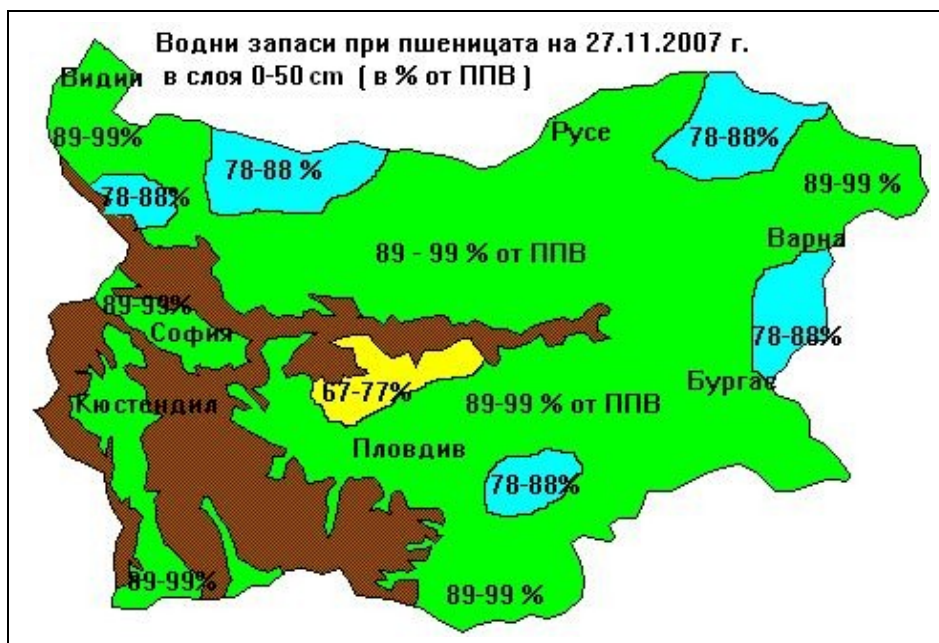 Водни запаси при пшеницата на 27.11.2007 г.
в слоя 0-50 cm ( в % от ППВ )
Видин
89-99%
Русе
78-88%
78-88 %
78-88%
89-99 %
Варна
89 - 99 % от ППВ
89-99%
София
78-88%
Бургас
67-77%
89-99 % от ППВ
Кюстендил
Пловдив
78-88%
89-99%
89-99 %